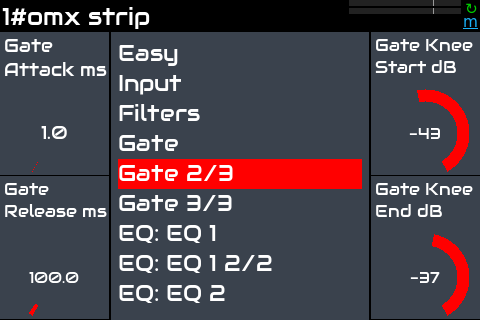 1#omx strip
m
Gate
Attack ms
1.0
Gate
Release ms
100.0
Easy
Input
Filters
Gate
Gate 2/3
Gate 3/3
EQ: EQ 1
EQ: EQ 1 2/2
EQ: EQ 2
Gate Knee
Start dB
-43
Gate Knee
End dB
-37